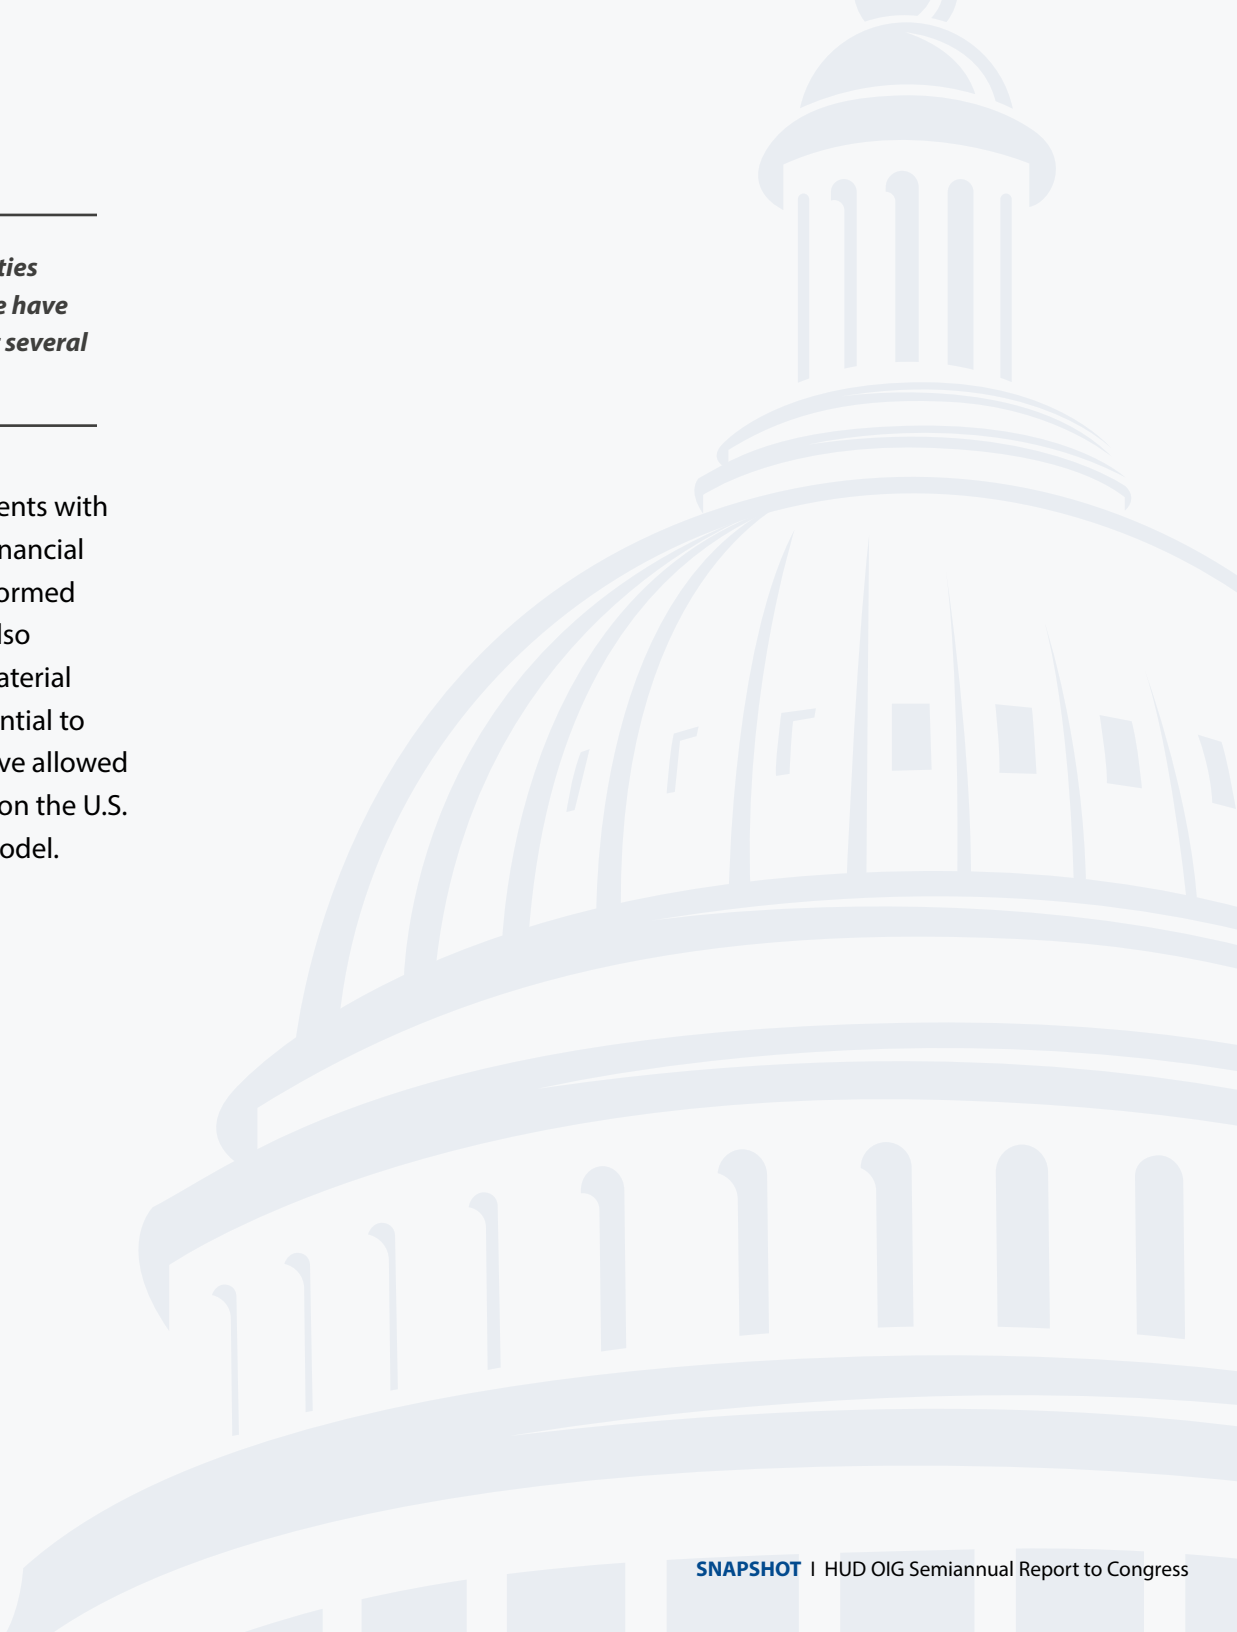 ties
e have
several
ents with
nancial
ormed
lso
aterial
ntial to
ve allowed
on the U.S.
odel.
SNAPSHOT I HUD OIG Semiannual Report to Congress